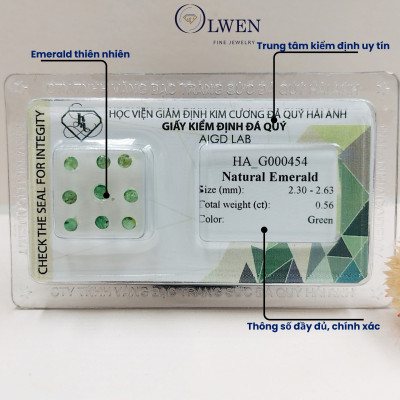 OLWEN
FINE JEWELRY
Emerald thiên nhiên
Trung tâm kiểm định uy tín
HỌC VIỆN GIÁM ĐỊNH KIM CƯƠNG ĐÁ QUÝ HẢI ANH
GIẤY KIỂM ĐỊNH ĐÁ QUÝ
AIGD LAB
CHECK THE SEAL FOR INTEGRITY
HA_G000454
Natural Emerald
Size (mm): 2.30 - 2.63
Total weight (ct): 0.56
Color: Green
Thông số đầy đủ, chính xác